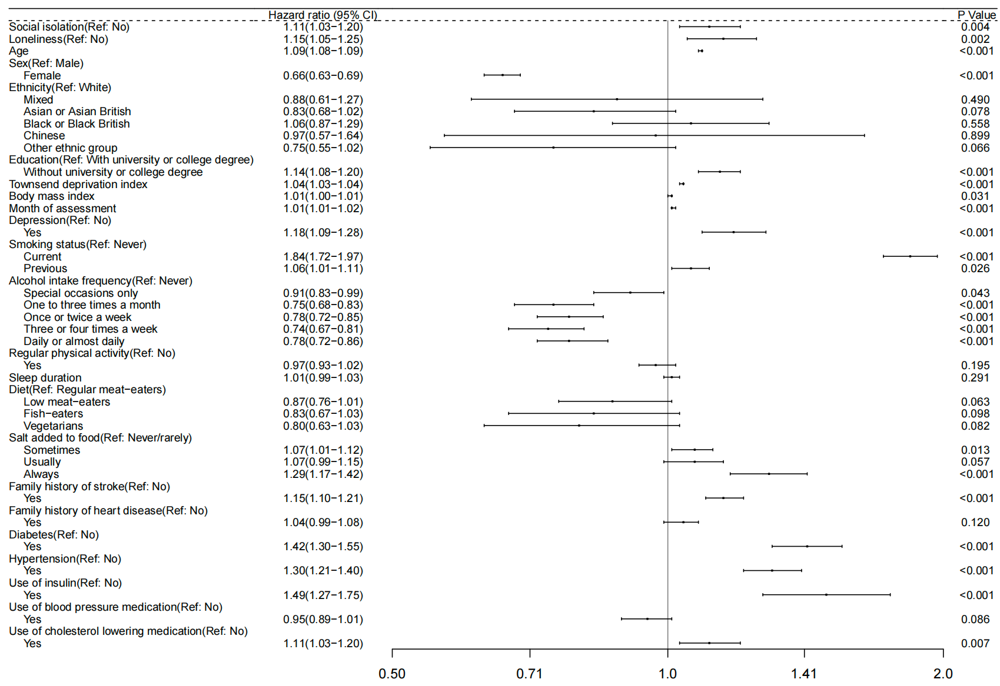 Hazard ratio (95% CI) P Value
Social isolation(Ref: No) 1.11(1.03−1.20) 0.004
Loneliness(Ref: No) 1.15(1.05−1.25) 0.002
Age 1.09(1.08−1.09) <0.001
Sex(Ref: Male)
Female 0.66(0.63−0.69) <0.001
Ethnicity(Ref: White)
Mixed 0.88(0.61−1.27) 0.490
Asian or Asian British 0.83(0.68−1.02) 0.078
Black or Black British 1.06(0.87−1.29) 0.558
Chinese 0.97(0.57−1.64) 0.899
Other ethnic group 0.75(0.55−1.02) 0.066
Education(Ref: With university or college degree)
Without university or college degree 1.14(1.08−1.20) <0.001
Townsend deprivation index 1.04(1.03−1.04) <0.001
Body mass index 1.01(1.00−1.01) 0.031
Month of assessment 1.01(1.01−1.02) <0.001
Depression(Ref: No)
Yes 1.18(1.09−1.28) <0.001
Smoking status(Ref: Never)
Current 1.84(1.72−1.97) <0.001
Previous 1.06(1.01−1.11) 0.026
Alcohol intake frequency(Ref: Never)
Special occasions only 0.91(0.83−0.99) 0.043
One to three times a month 0.75(0.68−0.83) <0.001
Once or twice a week 0.78(0.72−0.85) <0.001
Three or four times a week 0.74(0.67−0.81) <0.001
Daily or almost daily 0.78(0.72−0.86) <0.001
Regular physical activity(Ref: No)
Yes 0.97(0.93−1.02) 0.195
Sleep duration 1.01(0.99−1.03) 0.291
Diet(Ref: Regular meat−eaters)
Low meat−eaters 0.87(0.76−1.01) 0.063
Fish−eaters 0.83(0.67−1.03) 0.098
Vegetarians 0.80(0.63−1.03) 0.082
Salt added to food(Ref: Never/rarely)
Sometimes 1.07(1.01−1.12) 0.013
Usually 1.07(0.99−1.15) 0.057
Always 1.29(1.17−1.42) <0.001
Family history of stroke(Ref: No)
Yes 1.15(1.10−1.21) <0.001
Family history of heart disease(Ref: No)
Yes 1.04(0.99−1.08) 0.120
Diabetes(Ref: No)
Yes 1.42(1.30−1.55) <0.001
Hypertension(Ref: No)
Yes 1.30(1.21−1.40) <0.001
Use of insulin(Ref: No)
Yes 1.49(1.27−1.75) <0.001
Use of blood pressure medication(Ref: No)
Yes 0.95(0.89−1.01) 0.086
Use of cholesterol lowering medication(Ref: No)
Yes 1.11(1.03−1.20) 0.007
0.50 0.71 1.0 1.41 2.0